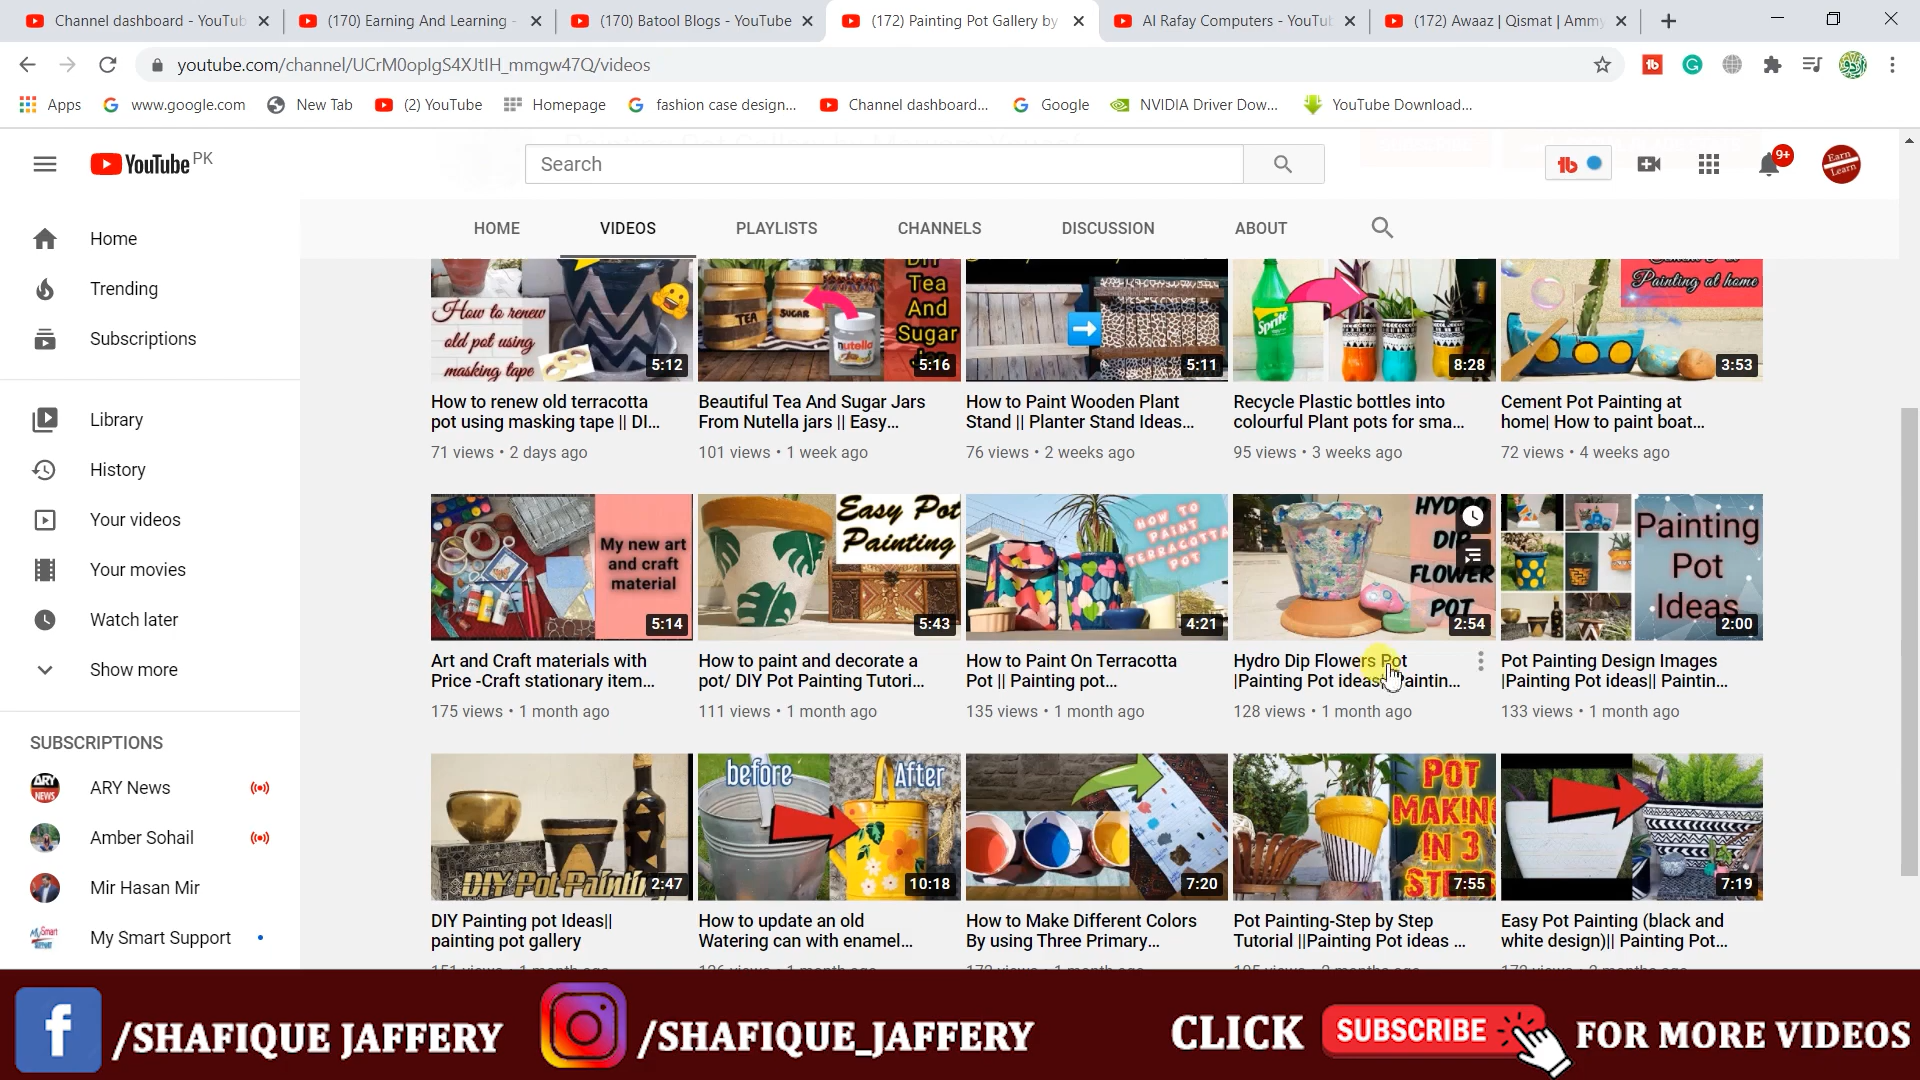 Channel dashboard - YouTub
(170) Earning And Learning -
(170) Batool Blogs - YouTube
(172) Painting Pot Gallery by
Al Rafay Computers - YouTub
(172) Awaaz | Qismat | Ammy
youtube.com/channel/UCrM0opIgS4XJtIH_mmgw47Q/videos
Apps
www.google.com
New Tab
(2) YouTube
Homepage
fashion case design...
Channel dashboard...
Google
NVIDIA Driver Dow...
YouTube Download...
YouTube PK
Search
9+
Earn Learn
HOME
VIDEOS
PLAYLISTS
CHANNELS
DISCUSSION
ABOUT
Home
Trending
Subscriptions
Library
History
Your videos
Your movies
Watch later
Show more
SUBSCRIPTIONS
ARY News
Amber Sohail
Mir Hasan Mir
My Smart Support
How to renew
old pot using
masking tape
5:12
TEA
SUGAR
nutella
Tea
And
Sugar
5:16
5:11
Sprite
8:28
Painting at home
3:53
How to renew old terracotta
pot using masking tape || DI...
71 views • 2 days ago
Beautiful Tea And Sugar Jars
From Nutella jars || Easy...
101 views • 1 week ago
How to Paint Wooden Plant
Stand || Planter Stand Ideas...
76 views • 2 weeks ago
Recycle Plastic bottles into
colourful Plant pots for sma...
95 views • 3 weeks ago
Cement Pot Painting at
home| How to paint boat...
72 views • 4 weeks ago
My new art
and craft
material
5:14
Easy Pot
Painting
5:43
HOW TO
PAINT
TERRACOTTA
POT
4:21
HYDRO
DIP
FLOWER
POT
2:54
Painting
Pot
Ideas
2:00
Art and Craft materials with
Price -Craft stationary item...
175 views • 1 month ago
How to paint and decorate a
pot/ DIY Pot Painting Tutori...
111 views • 1 month ago
How to Paint On Terracotta
Pot || Painting pot...
135 views • 1 month ago
Hydro Dip Flowers Pot
|Painting Pot ideas| Paintin...
128 views • 1 month ago
Pot Painting Design Images
|Painting Pot ideas|| Paintin...
133 views • 1 month ago
DIY Pot Painting
2:47
before
After
10:18
7:20
POT
MAKING
IN 3
STEPS
7:55
7:19
DIY Painting pot Ideas||
painting pot gallery
How to update an old
Watering can with enamel...
How to Make Different Colors
By using Three Primary...
Pot Painting-Step by Step
Tutorial ||Painting Pot ideas ...
Easy Pot Painting (black and
white design)|| Painting Pot...
/SHAFIQUE JAFFERY
/SHAFIQUE_JAFFERY
CLICK SUBSCRIBE FOR MORE VIDEOS